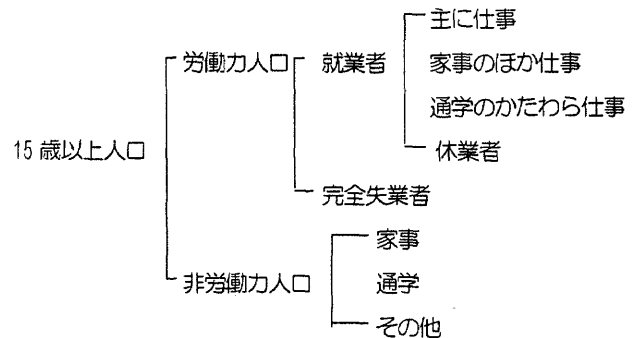 主に仕事
労働力人口 就業者 家事のほか仕事
通学のかたわら仕事
15歳以上人口 休業者
完全失業者
家事
非労働力人口 通学
その他